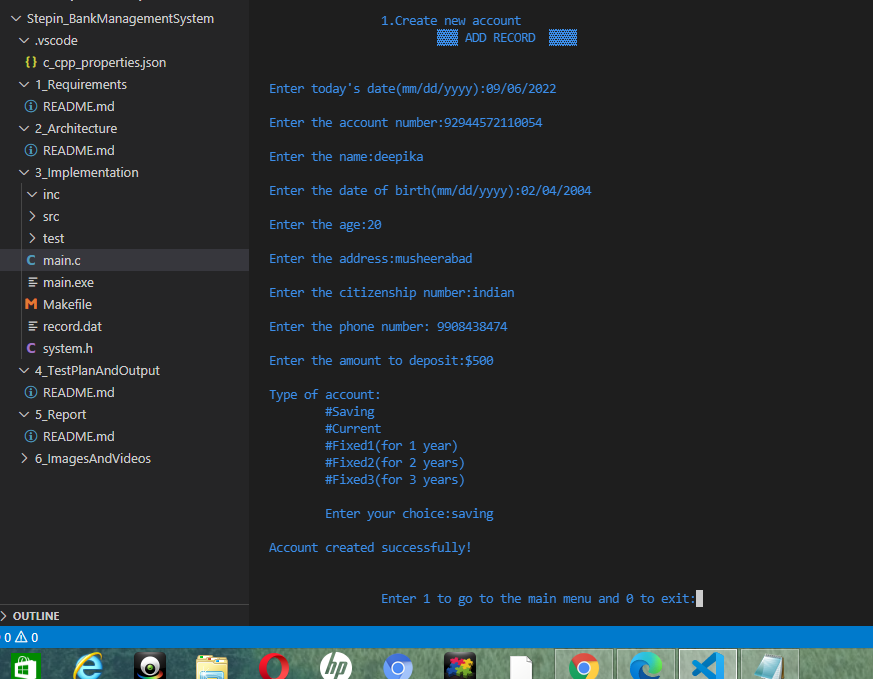 Stepin_BankManagementSystem
.vscode
{} c_cpp_properties.json
1_Requirements
README.md
2_Architecture
README.md
3_Implementation
inc
src
test
C main.c
main.exe
M Makefile
record.dat
C system.h
4_TestPlanAndOutput
README.md
5_Report
README.md
6_ImagesAndVideos
OUTLINE
0 0
1.Create new account
ADD RECORD
Enter today's date(mm/dd/yyyy):09/06/2022
Enter the account number:92944572110054
Enter the name:deepika
Enter the date of birth(mm/dd/yyyy):02/04/2004
Enter the age:20
Enter the address:musheerabad
Enter the citizenship number:indian
Enter the phone number: 9908438474
Enter the amount to deposit:$500
Type of account:
#Saving
#Current
#Fixed1(for 1 year)
#Fixed2(for 2 years)
#Fixed3(for 3 years)
Enter your choice:saving
Account created successfully!
Enter 1 to go to the main menu and 0 to exit:
hp